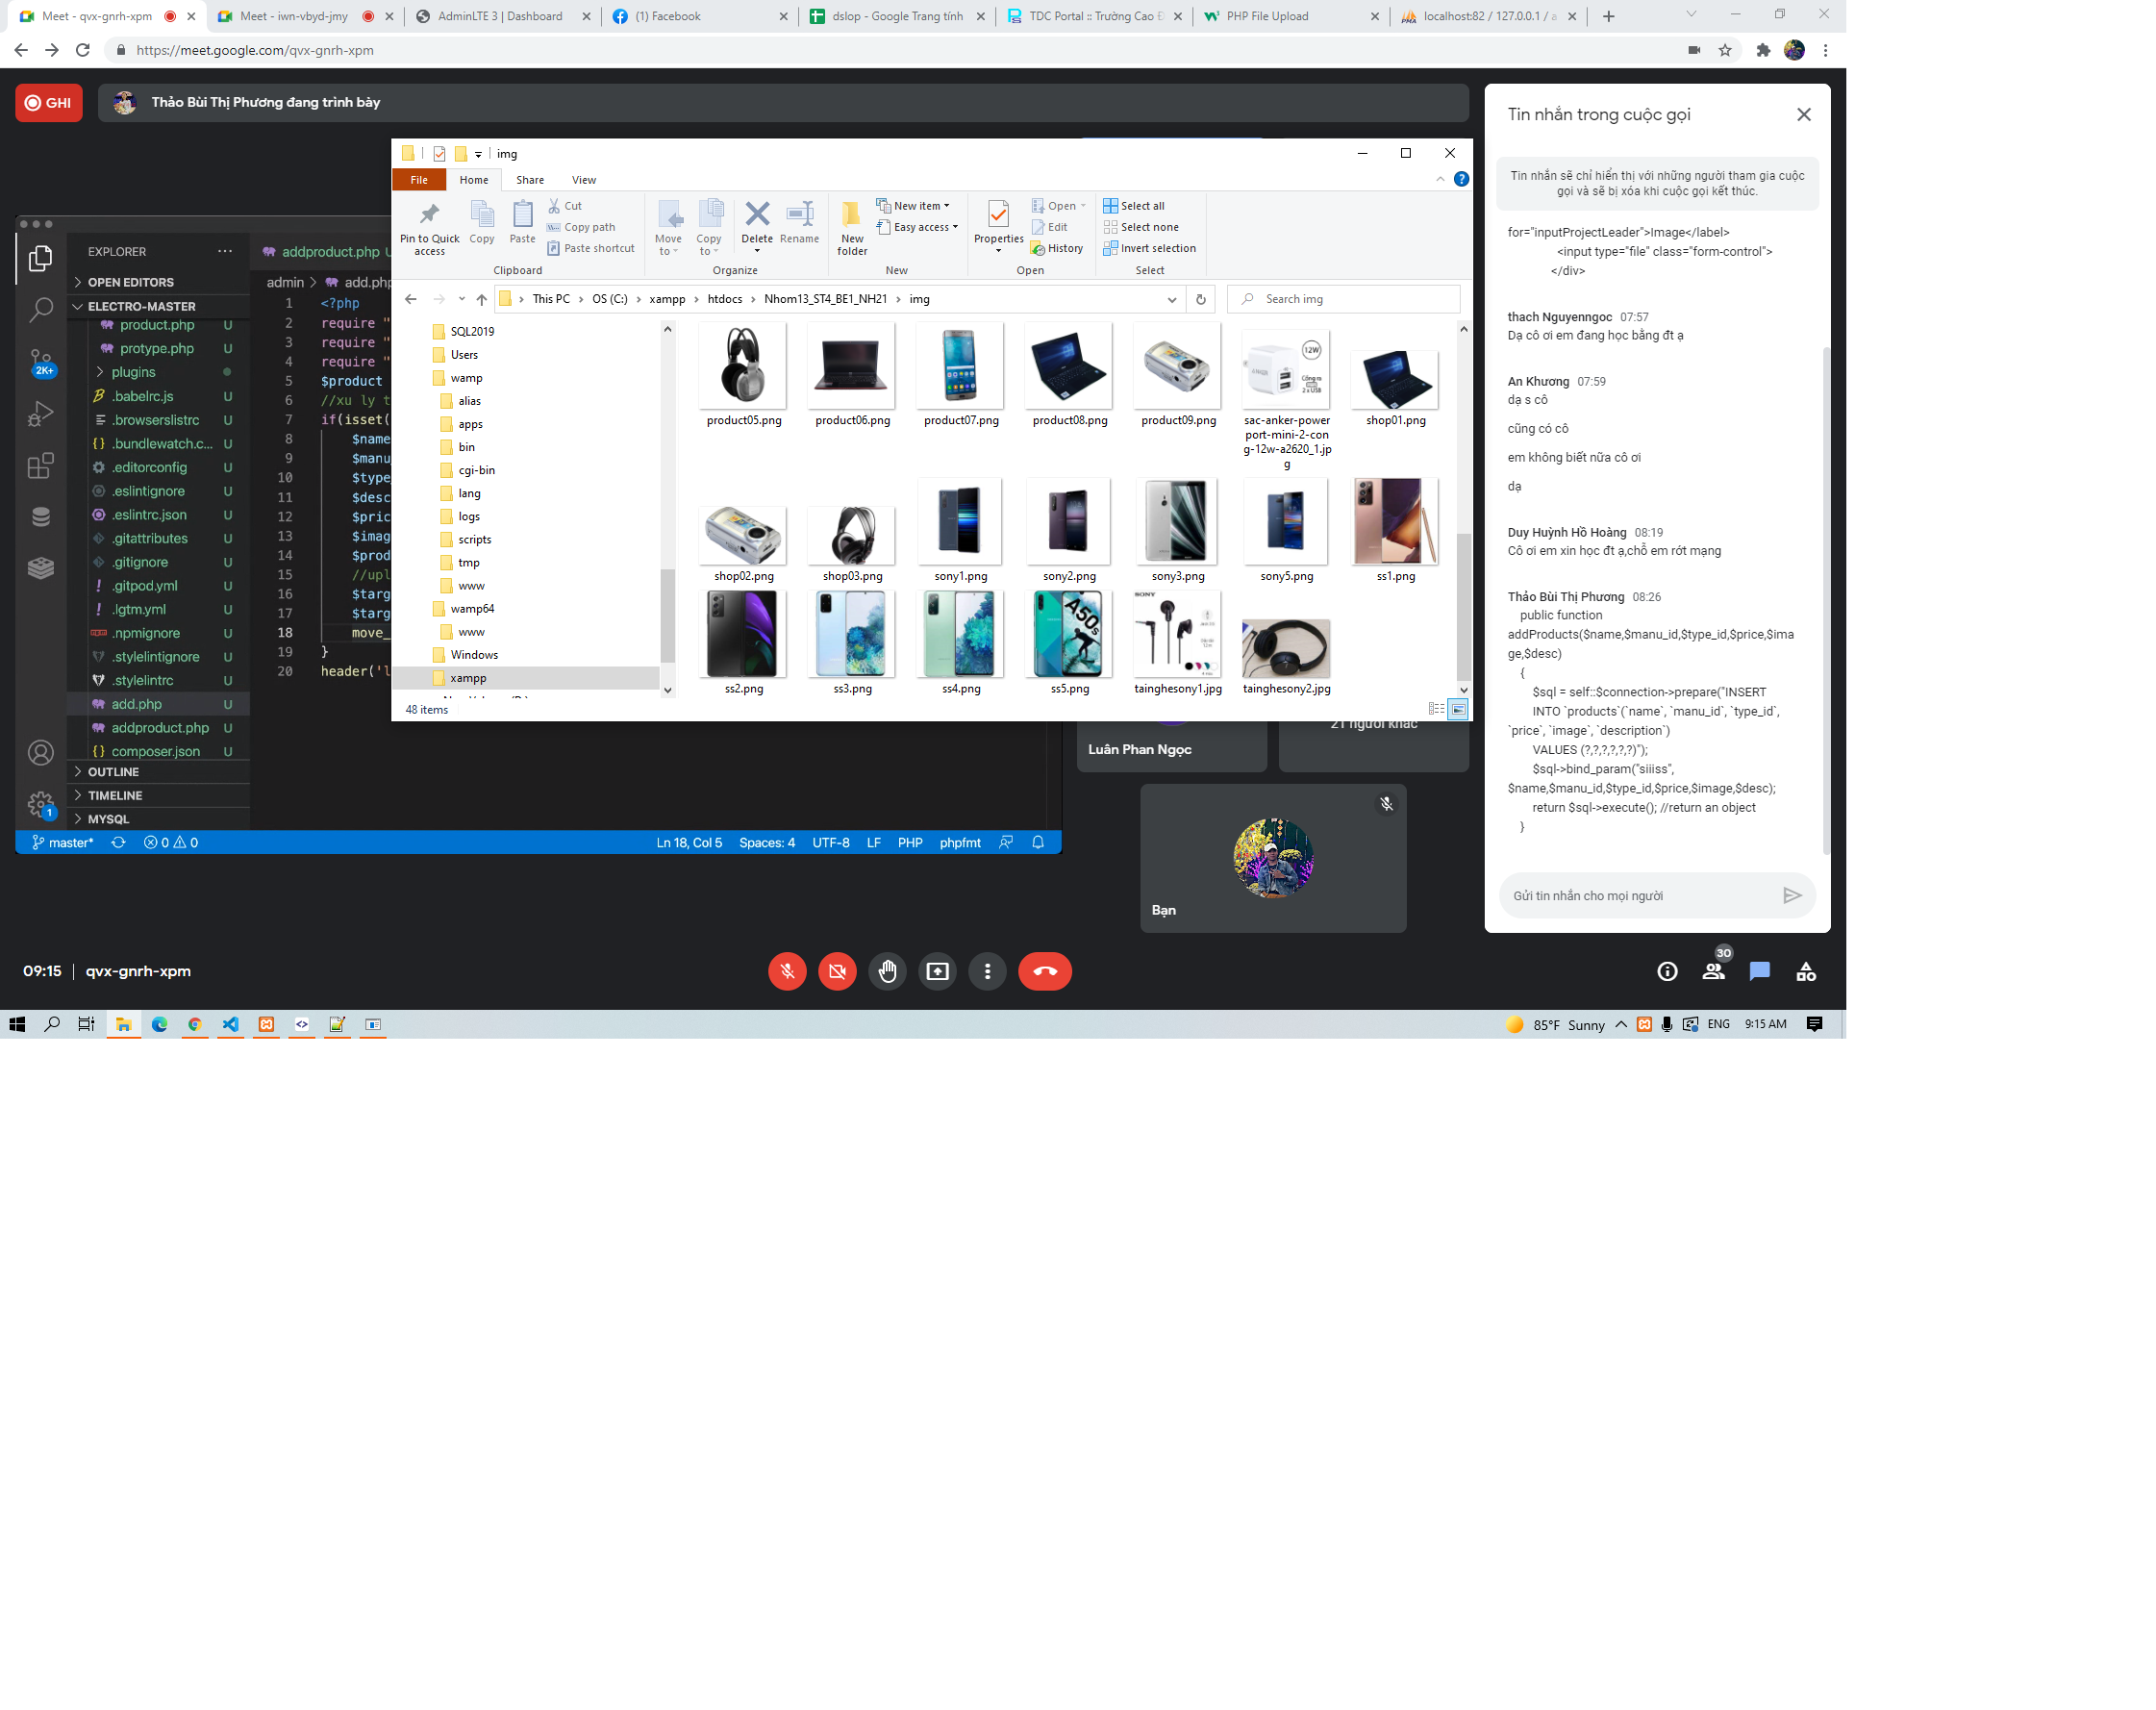 Meet - qvx-gnrh-xpm
Meet - iwn-vbyd-jmy
AdminLTE 3 | Dashboard
(1) Facebook
dslop - Google Trang tính
TDC Portal :: Trường Cao Đ
PHP File Upload
localhost:82 / 127.0.0.1 / a
https://meet.google.com/qvx-gnrh-xpm
GHI
Thảo Bùi Thị Phương đang trình bày
img
File
Home
Share
View
Pin to Quick access
Copy
Paste
Cut
Copy path
Paste shortcut
Clipboard
Move to
Copy to
Delete
Rename
Organize
New folder
New item
Easy access
New
Properties
Open
Edit
History
Open
Select all
Select none
Invert selection
Select
This PC > OS (C:) > xampp > htdocs > Nhom13_ST4_BE1_NH21 > img
Search img
SQL2019
Users
wamp
alias
apps
bin
cgi-bin
lang
logs
scripts
tmp
www
wamp64
www
Windows
xampp
product05.png
product06.png
product07.png
product08.png
product09.png
sac-anker-power
port-mini-2-con
g-12w-a2620_1.jp
g
shop01.png
shop02.png
shop03.png
sony1.png
sony2.png
sony3.png
sony5.png
ss1.png
ss2.png
ss3.png
ss4.png
ss5.png
tainghesony1.jpg
tainghesony2.jpg
12W
ANKER
SONY
A50s
48 items
EXPLORER
OPEN EDITORS
ELECTRO-MASTER
product.php U
protype.php U
plugins
.babelrc.js U
.browserslistrc U
.bundlewatch.c... U
.editorconfig U
.eslintignore U
.eslintrc.json U
.gitattributes U
.gitignore U
.gitpod.yml U
.lgtm.yml U
.npmignore U
.stylelintignore U
.stylelintrc U
add.php U
addproduct.php U
composer.json U
OUTLINE
TIMELINE
MYSQL
2K+
1
addproduct.php U
admin > add.php
1 <?php
2 require "
3 require "
4 require "
5 $product
6 //xu ly t
7 if(isset(
8 $name
9 $manu_
10 $type_
11 $desc
12 $pric
13 $imag
14 $prod
15 //upl
16 $targ
17 $targ
18 move_
19 }
20 header('l
master*
0 0
Ln 18, Col 5
Spaces: 4
UTF-8
LF
PHP
phpfmt
Luân Phan Ngọc
21 người khác
Bạn
Tin nhắn trong cuộc gọi
Tin nhắn sẽ chỉ hiển thị với những người tham gia cuộc
gọi và sẽ bị xóa khi cuộc gọi kết thúc.
for="inputProjectLeader">Image</label>
<input type="file" class="form-control">
</div>
thach Nguyenngoc 07:57
Dạ cô ơi em đang học bằng đt ạ
An Khương 07:59
dạ s cô
cũng có cô
em không biết nữa cô ơi
dạ
Duy Huỳnh Hồ Hoàng 08:19
Cô ơi em xin học đt ạ,chỗ em rớt mạng
Thảo Bùi Thị Phương 08:26
public function
addProducts($name,$manu_id,$type_id,$price,$ima
ge,$desc)
{
$sql = self::$connection->prepare("INSERT
INTO `products`(`name`, `manu_id`, `type_id`,
`price`, `image`, `description`)
VALUES (?,?,?,?,?,?)");
$sql->bind_param("siiiss",
$name,$manu_id,$type_id,$price,$image,$desc);
return $sql->execute(); //return an object
}
Gửi tin nhắn cho mọi người
09:15 | qvx-gnrh-xpm
30
85°F Sunny
ENG
9:15 AM